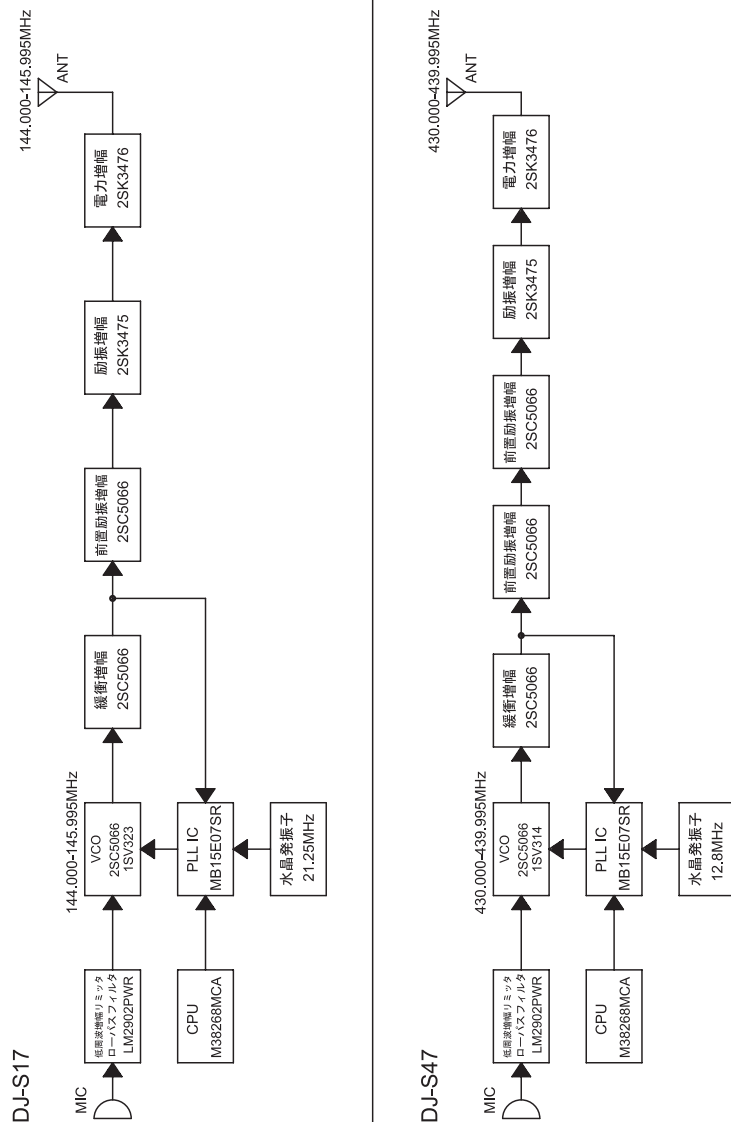 DJ-S17
MIC
低周波増幅リミッタ
ローパスフィルタ
LM2902PWR
144.000-145.995MHz
VCO
2SC5066
1SV323
緩衝増幅
2SC5066
前置励振増幅
2SC5066
励振増幅
2SK3475
電力増幅
2SK3476
144.000-145.995MHz
ANT
CPU
M38268MCA
PLL IC
MB15E07SR
水晶発振子
21.25MHz
DJ-S47
MIC
低周波増幅リミッタ
ローパスフィルタ
LM2902PWR
430.000-439.995MHz
VCO
2SC5066
1SV314
緩衝増幅
2SC5066
前置励振増幅
2SC5066
前置励振増幅
2SC5066
励振増幅
2SK3475
電力増幅
2SK3476
430.000-439.995MHz
ANT
CPU
M38268MCA
PLL IC
MB15E07SR
水晶発振子
12.8MHz